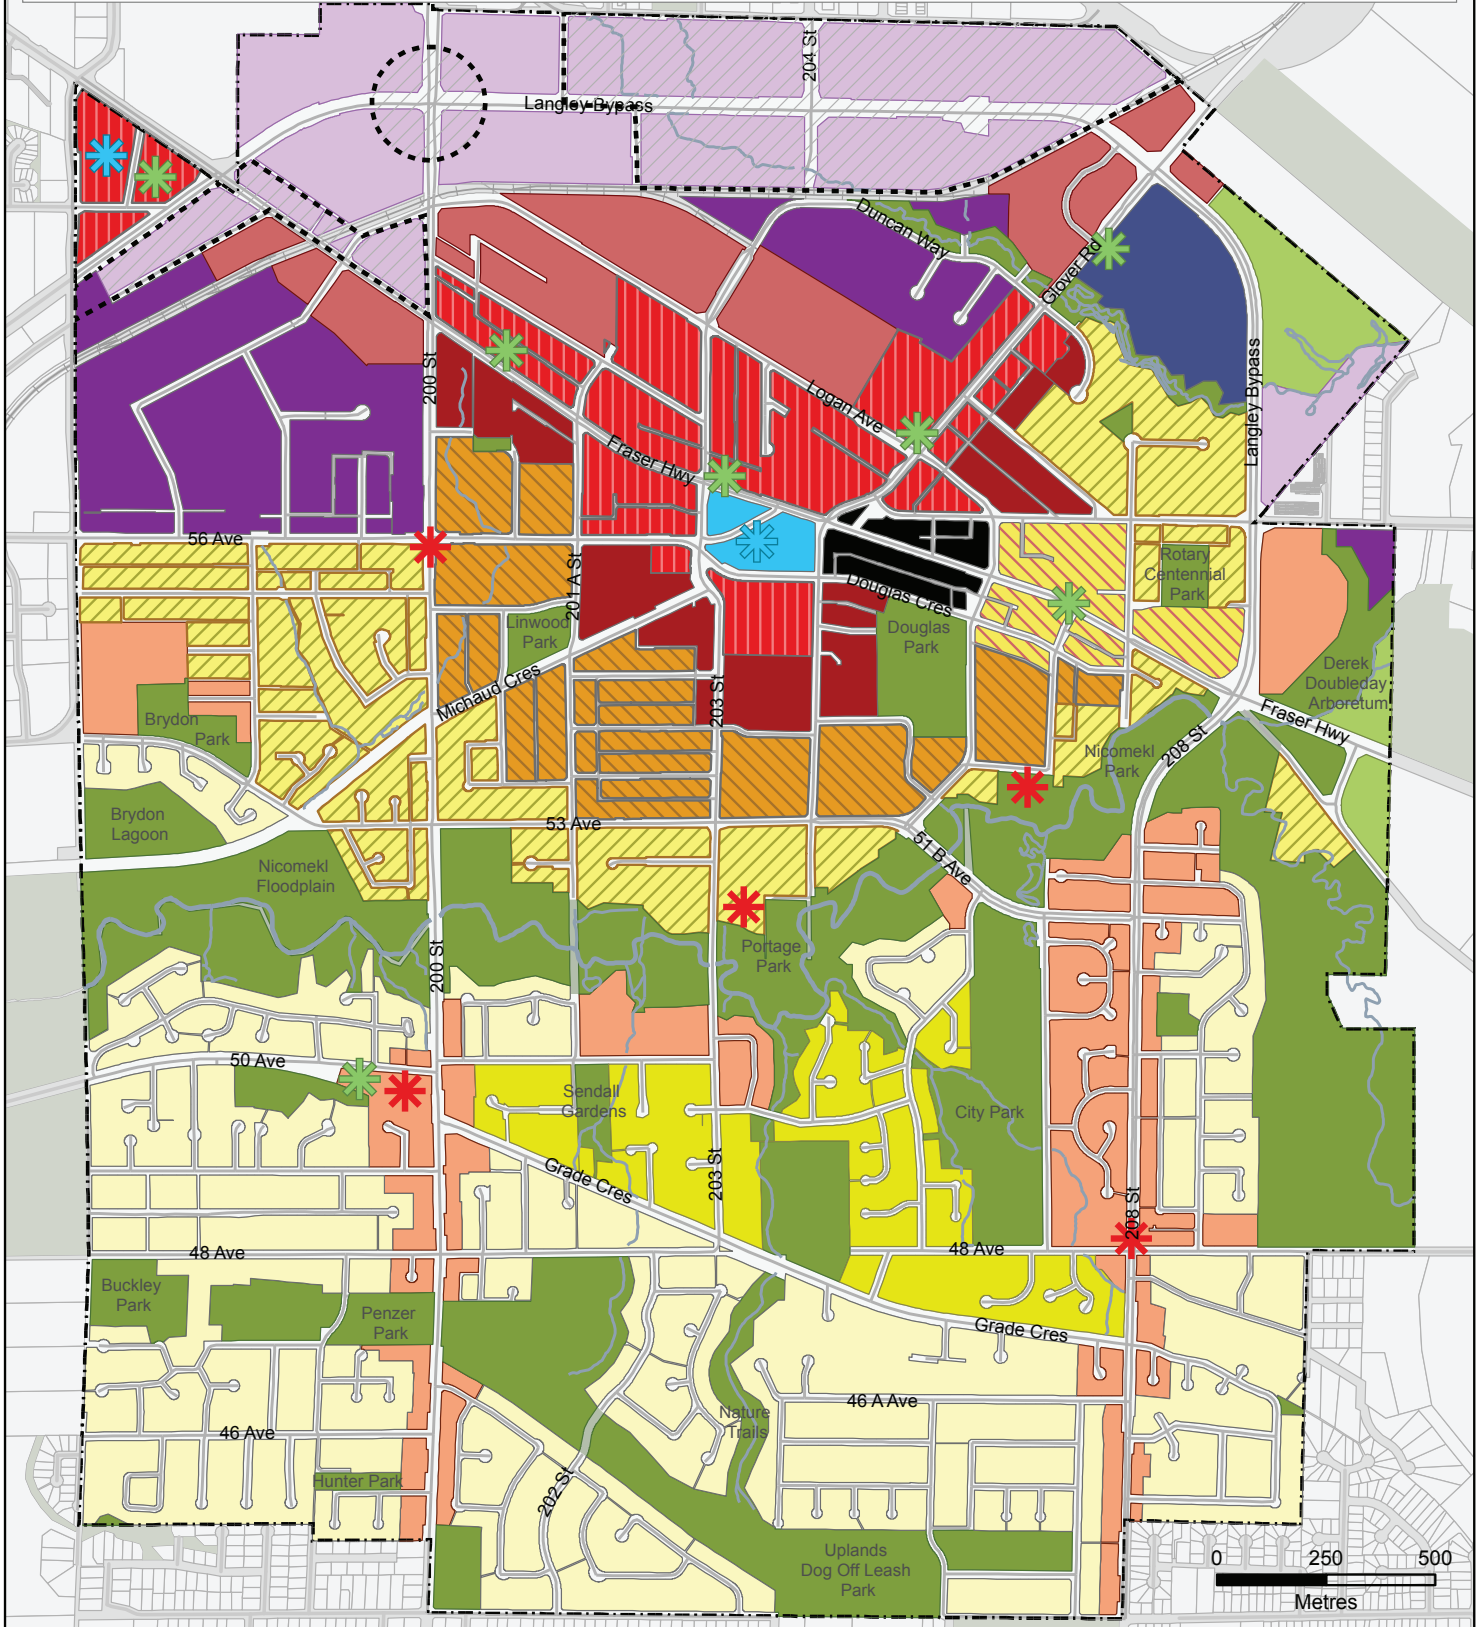 204 St
Langley Bypass
Duncan Way
Glover Rd
200 St
Langley Bypass
Logan Ave
Fraser Hwy
56 Ave
Rotary
Centennial
Park
201 A St
Douglas Cres
Linwood
Park
Douglas
Park
Derek
Doubleday
Arboretum
Michaud Cres
203 St
Brydon
Park
Fraser Hwy
208 St
Nicomekl
Park
Brydon
Lagoon
53 Ave
51 B Ave
Nicomekl
Floodplain
200 St
Portage
Park
50 Ave
Sendall
Gardens
City Park
Grade Cres
203 St
208 St
48 Ave
48 Ave
Buckley
Park
Penzer
Park
Grade Cres
46 A Ave
Nature
Trails
46 Ave
Hunter Park
202 St
Uplands
Dog Off Leash
Park
0 250 500
Metres